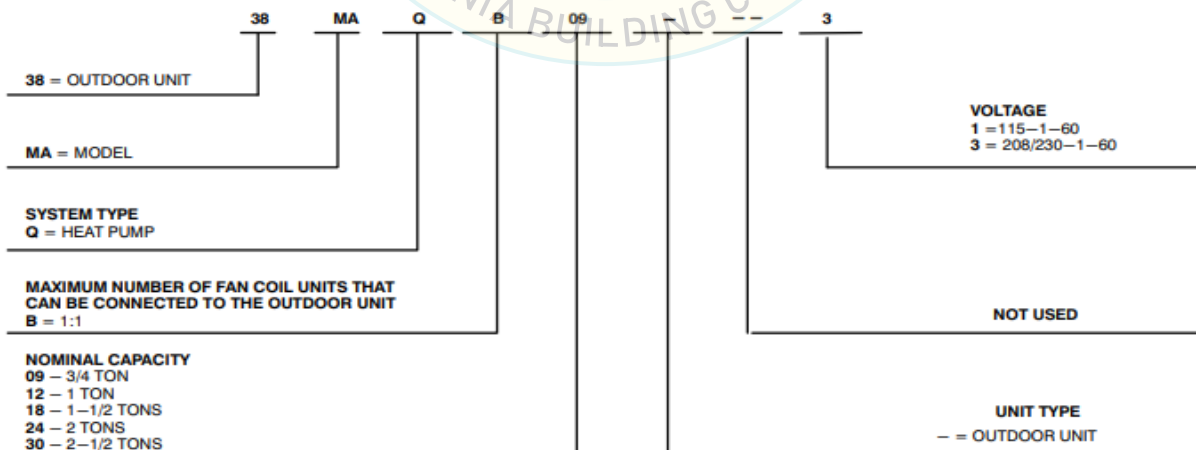 38 MA Q B 09 – – – 3
NIA BUILDING
38 = OUTDOOR UNIT
MA = MODEL
SYSTEM TYPE
Q = HEAT PUMP
MAXIMUM NUMBER OF FAN COIL UNITS THAT
CAN BE CONNECTED TO THE OUTDOOR UNIT
B = 1:1
NOMINAL CAPACITY
09 – 3/4 TON
12 – 1 TON
18 – 1–1/2 TONS
24 – 2 TONS
30 – 2–1/2 TONS
VOLTAGE
1 =115–1–60
3 = 208/230–1–60
NOT USED
UNIT TYPE
– = OUTDOOR UNIT